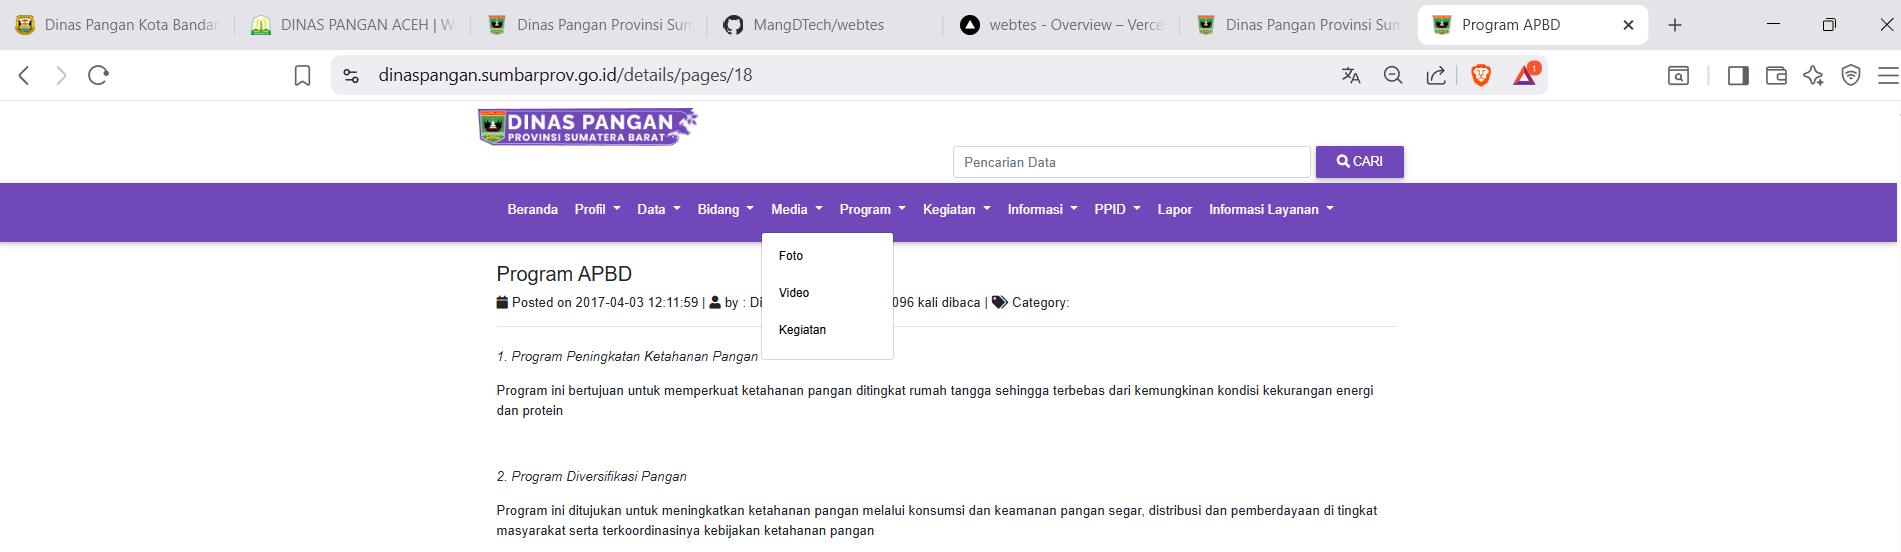 Dinas Pangan Kota Bandar
DINAS PANGAN ACEH | W
Dinas Pangan Provinsi Sum
MangDTech/webtes
webtes - Overview – Verce
Dinas Pangan Provinsi Sum
Program APBD
dinaspangan.sumbarprov.go.id/details/pages/18
1
DINAS PANGAN
PROVINSI SUMATERA BARAT
Pencarian Data
CARI
Beranda Profil Data Bidang Media Program Kegiatan Informasi PPID Lapor Informasi Layanan
Foto
Video
Kegiatan
Program APBD
Posted on 2017-04-03 12:11:59 | by : Di 096 kali dibaca | Category:
1. Program Peningkatan Ketahanan Pangan
Program ini bertujuan untuk memperkuat ketahanan pangan ditingkat rumah tangga sehingga terbebas dari kemungkinan kondisi kekurangan energi
dan protein
2. Program Diversifikasi Pangan
Program ini ditujukan untuk meningkatkan ketahanan pangan melalui konsumsi dan keamanan pangan segar, distribusi dan pemberdayaan di tingkat
masyarakat serta terkoordinasinya kebijakan ketahanan pangan